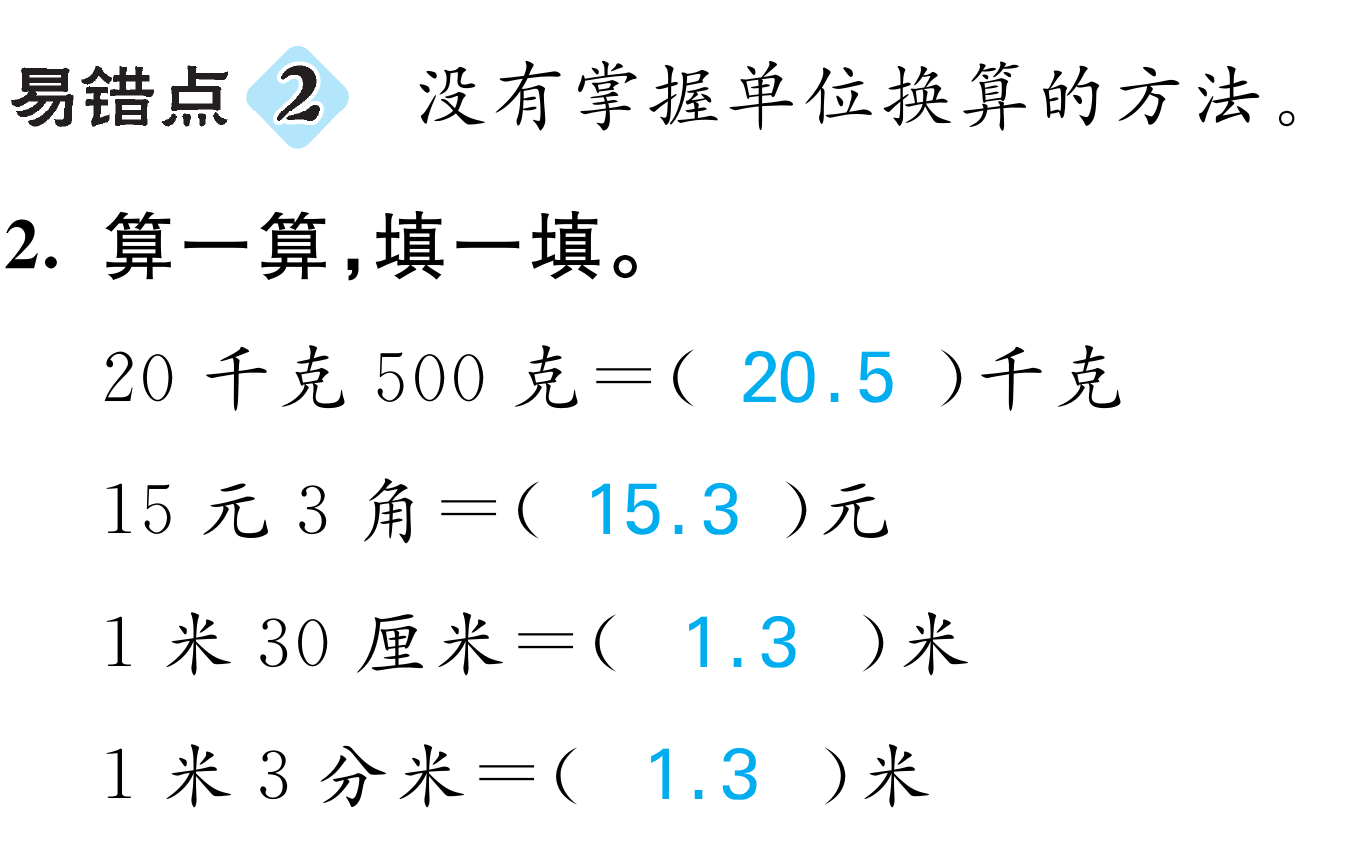 易错点 2 没有掌握单位换算的方法。
2. 算一算,填一填。
20 千克 500 克=( 20.5 )千克
15 元 3 角=( 15.3 )元
1 米 30 厘米=( 1.3 )米
1 米 3 分米=( 1.3 )米